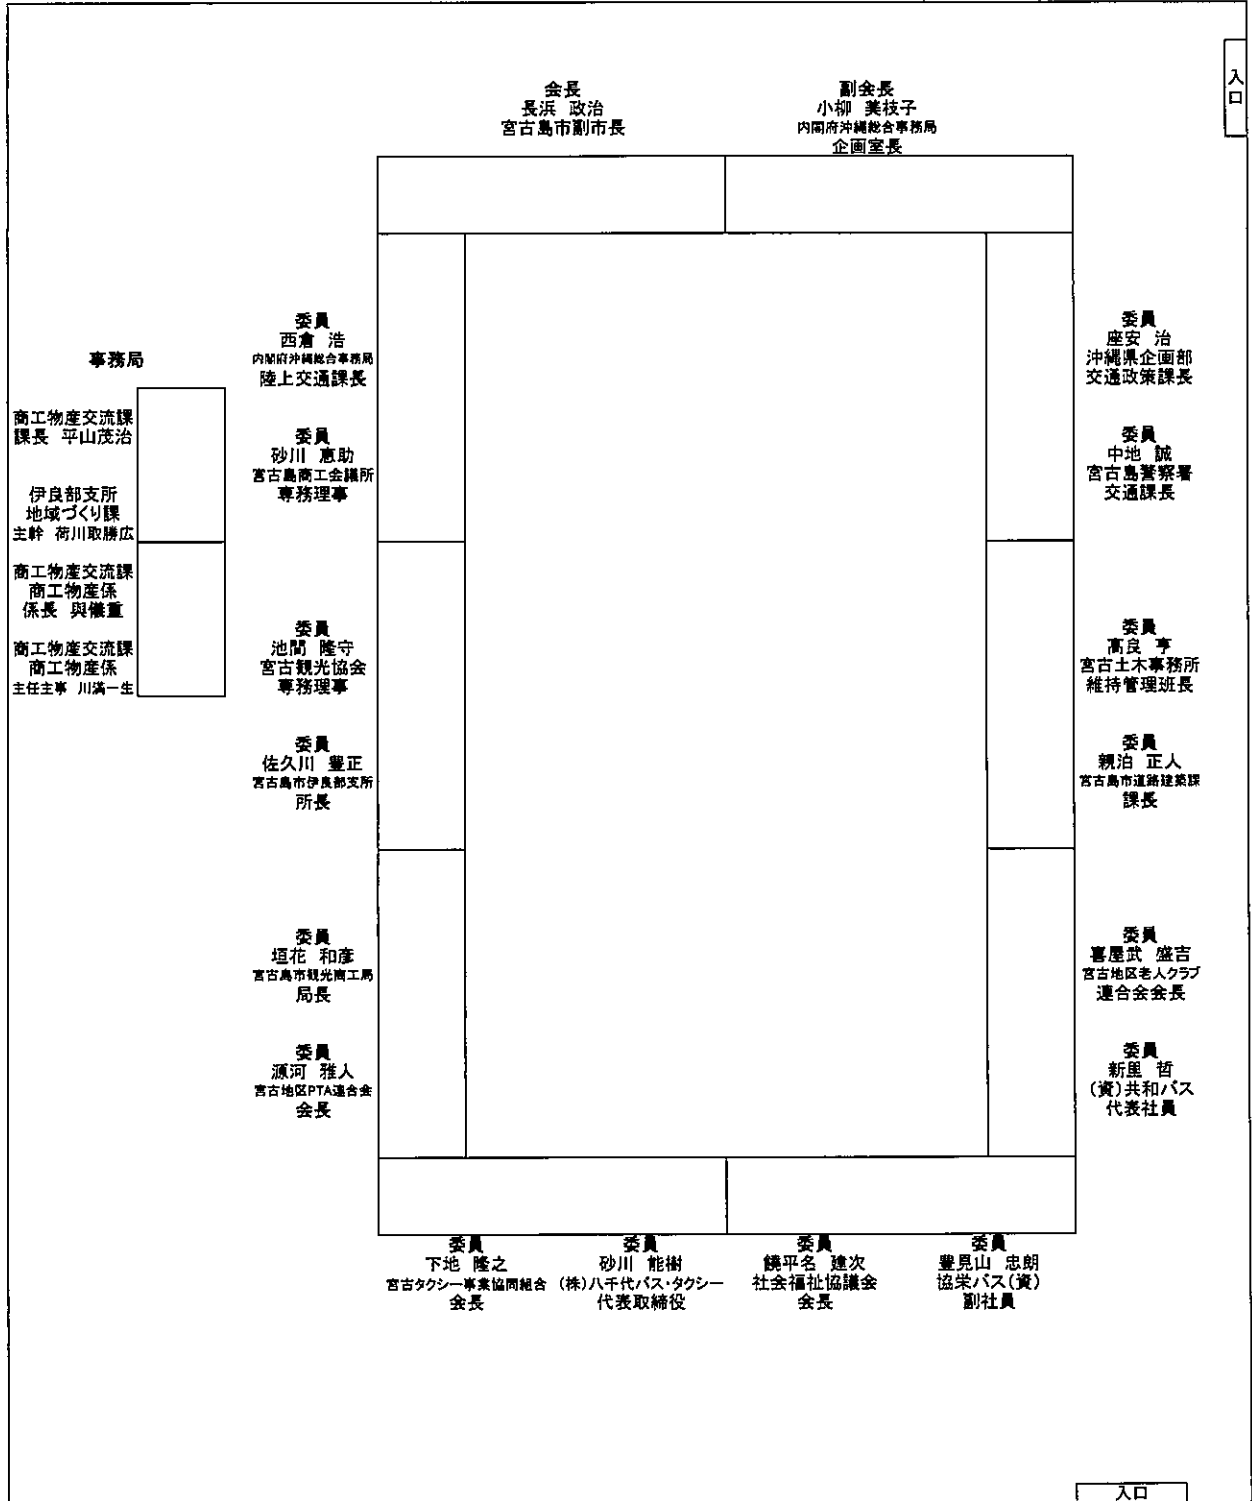 入口
会長
長浜 政治
宮古島市副市長
副会長
小柳 美枝子
内閣府沖縄総合事務局
企画室長
事務局
商工物産交流課
課長 平山茂治
伊良部支所
地域づくり課
主幹 荷川取勝広
商工物産交流課
商工物産係
係長 與儀重
商工物産交流課
商工物産係
主任主事 川満一生
委員
西倉 浩
内閣府沖縄総合事務局
陸上交通課長
委員
砂川 恵助
宮古島商工会議所
専務理事
委員
池間 隆守
宮古観光協会
専務理事
委員
佐久川 豊正
宮古島市伊良部支所
所長
委員
垣花 和彦
宮古島市観光商工局
局長
委員
源河 雅人
宮古地区PTA連合会
会長
委員
座安 治
沖縄県企画部
交通政策課長
委員
中地 誠
宮古島警察署
交通課長
委員
高良 亨
宮古土木事務所
維持管理班長
委員
親泊 正人
宮古島市道路建築課
課長
委員
喜屋武 盛吉
宮古地区老人クラブ
連合会会長
委員
新里 哲
(資)共和バス
代表社員
委員
下地 隆之
宮古タクシー事業協同組合
会長
委員
砂川 能樹
(株)八千代バス・タクシー
代表取締役
委員
饒平名 建次
社会福祉協議会
会長
委員
豊見山 忠朗
協栄バス(資)
副社員
入口